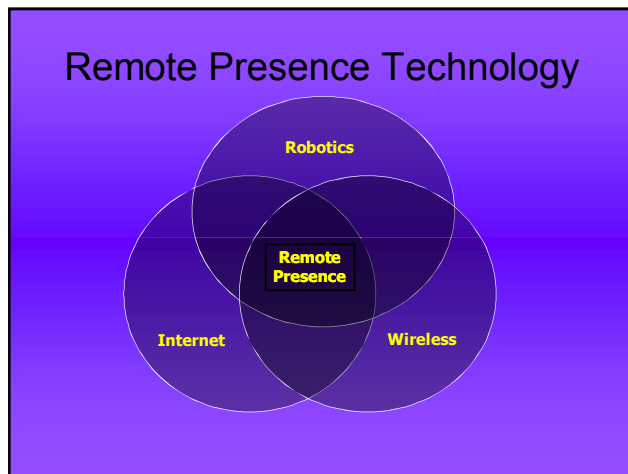 Remote Presence Technology
Robotics
Remote
Presence
Internet
Wireless